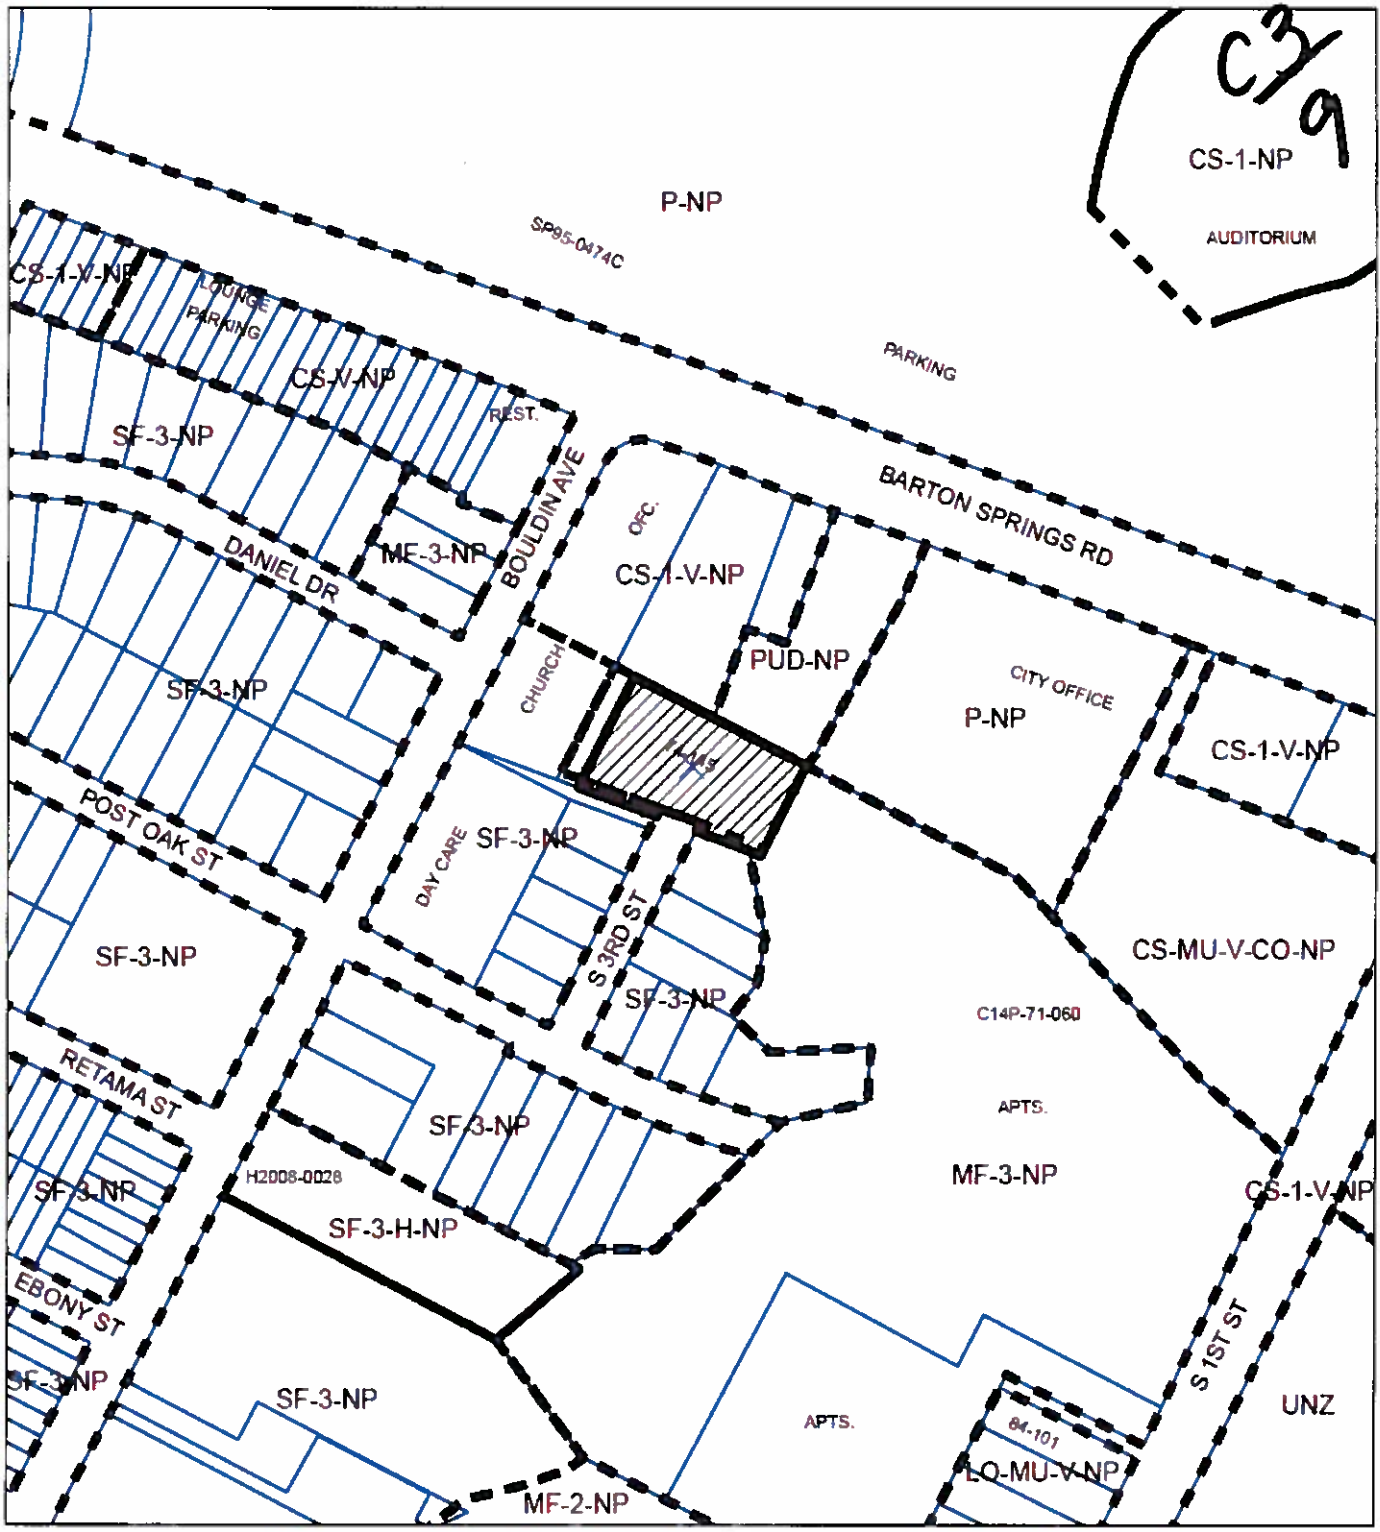 C3/9
CS-1-NP
AUDITORIUM
P-NP
SP95-0474C
PARKING
CS-1-V-NP
LOUNGE
PARKING
CS-V-NP
REST.
SF-3-NP
BARTON SPRINGS RD
BOULDIN AVE
OFC.
MF-3-NP
DANIEL DR
CS-1-V-NP
PUD-NP
CHURCH
SF-3-NP
CITY OFFICE
P-NP
CS-1-V-NP
POST OAK ST
DAY CARE
SF-3-NP
S 3RD ST
SF-3-NP
SF-3-NP
CS-MU-V-CO-NP
C14P-71-060
RETAMA ST
SF-3-NP
APTS.
MF-3-NP
H2008-0028
SF-3-NP
SF-3-H-NP
CS-1-V-NP
EBONY ST
S 1ST ST
SF-3-NP
SF-3-NP
UNZ
APTS.
84-101
LO-MU-V-NP
MF-2-NP